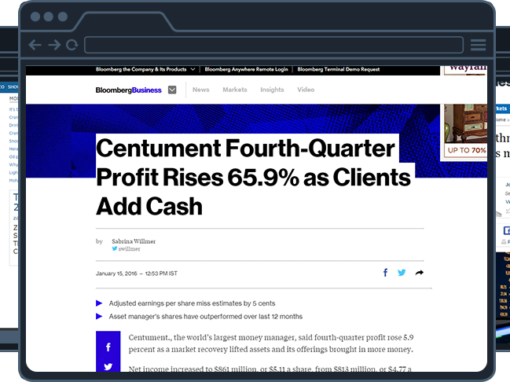 Bloomberg the Company & Its Products
Bloomberg Anywhere Remote Login
Bloomberg Terminal Demo Request
BloombergBusiness
News
Markets
Insights
Video
wayfair
UP TO 70%
Centument Fourth-Quarter
Profit Rises 65.9% as Clients
Add Cash
by Sabrina Willmer
swillmer
January 15, 2016 — 12:53 PM IST
Adjusted earnings per share miss estimates by 5 cents
Asset manager's shares have outperformed over last 12 months
Centument., the world's largest money manager, said fourth-quarter profit rose 5.9
percent as a market recovery lifted assets and its offerings brought in more money.
Net income increased to $861 million, or $5.11 a share, from $813 million, or $4.77 a